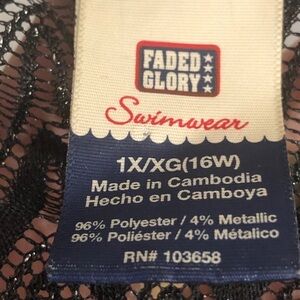 FADED
GLORY
Swimwear
1X/XG(16W)
Made in Cambodia
Hecho en Camboya
96% Polyester / 4% Metallic
96% Poliéster / 4% Metálico
RN# 103658